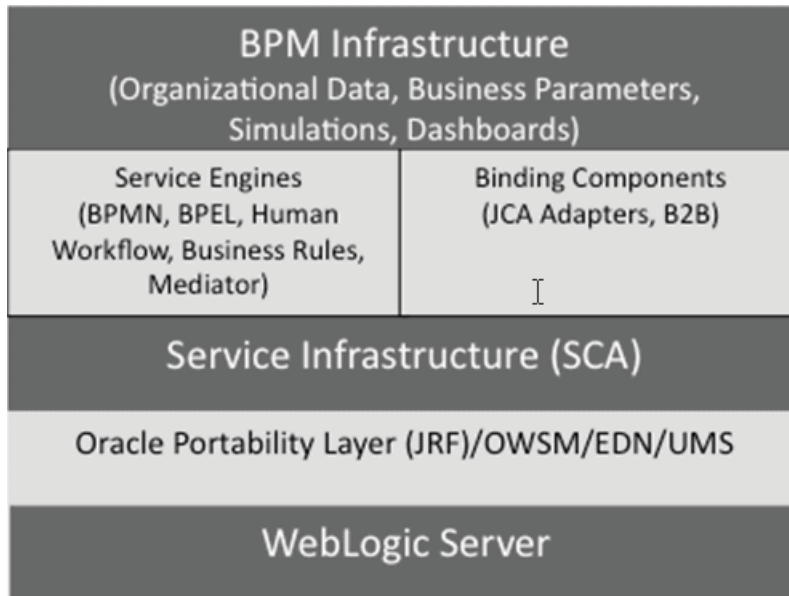 BPM Infrastructure
(Organizational Data, Business Parameters,
Simulations, Dashboards)
Service Engines
(BPMN, BPEL, Human
Workflow, Business Rules,
Mediator)
Binding Components
(JCA Adapters, B2B)
Service Infrastructure (SCA)
Oracle Portability Layer (JRF)/OWSM/EDN/UMS
WebLogic Server